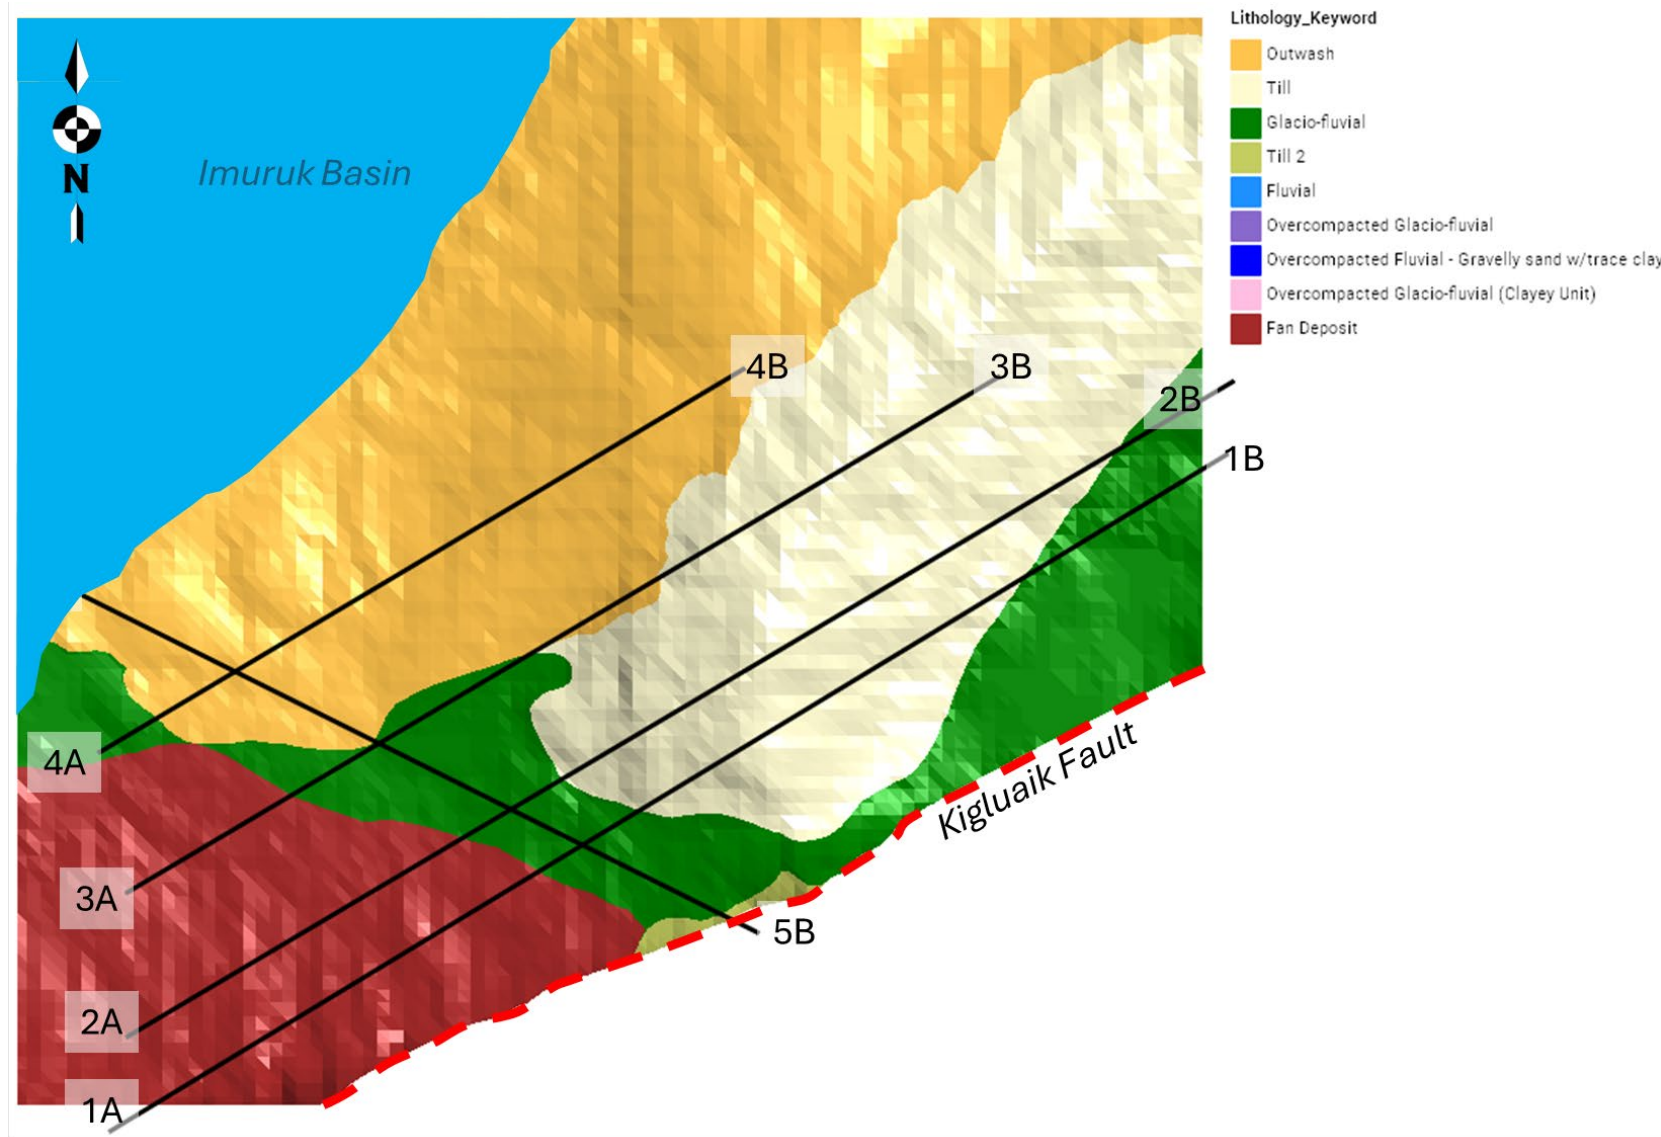 Lithology_Keyword
Outwash
Till
Glacio-fluvial
Till 2
Fluvial
Overcompacted Glacio-fluvial
Overcompacted Fluvial - Gravelly sand w/trace clay
Overcompacted Glacio-fluvial (Clayey Unit)
Fan Deposit
N
Imuruk Basin
4B
3B
2B
1B
4A
Kigluaik Fault
3A
5B
2A
1A